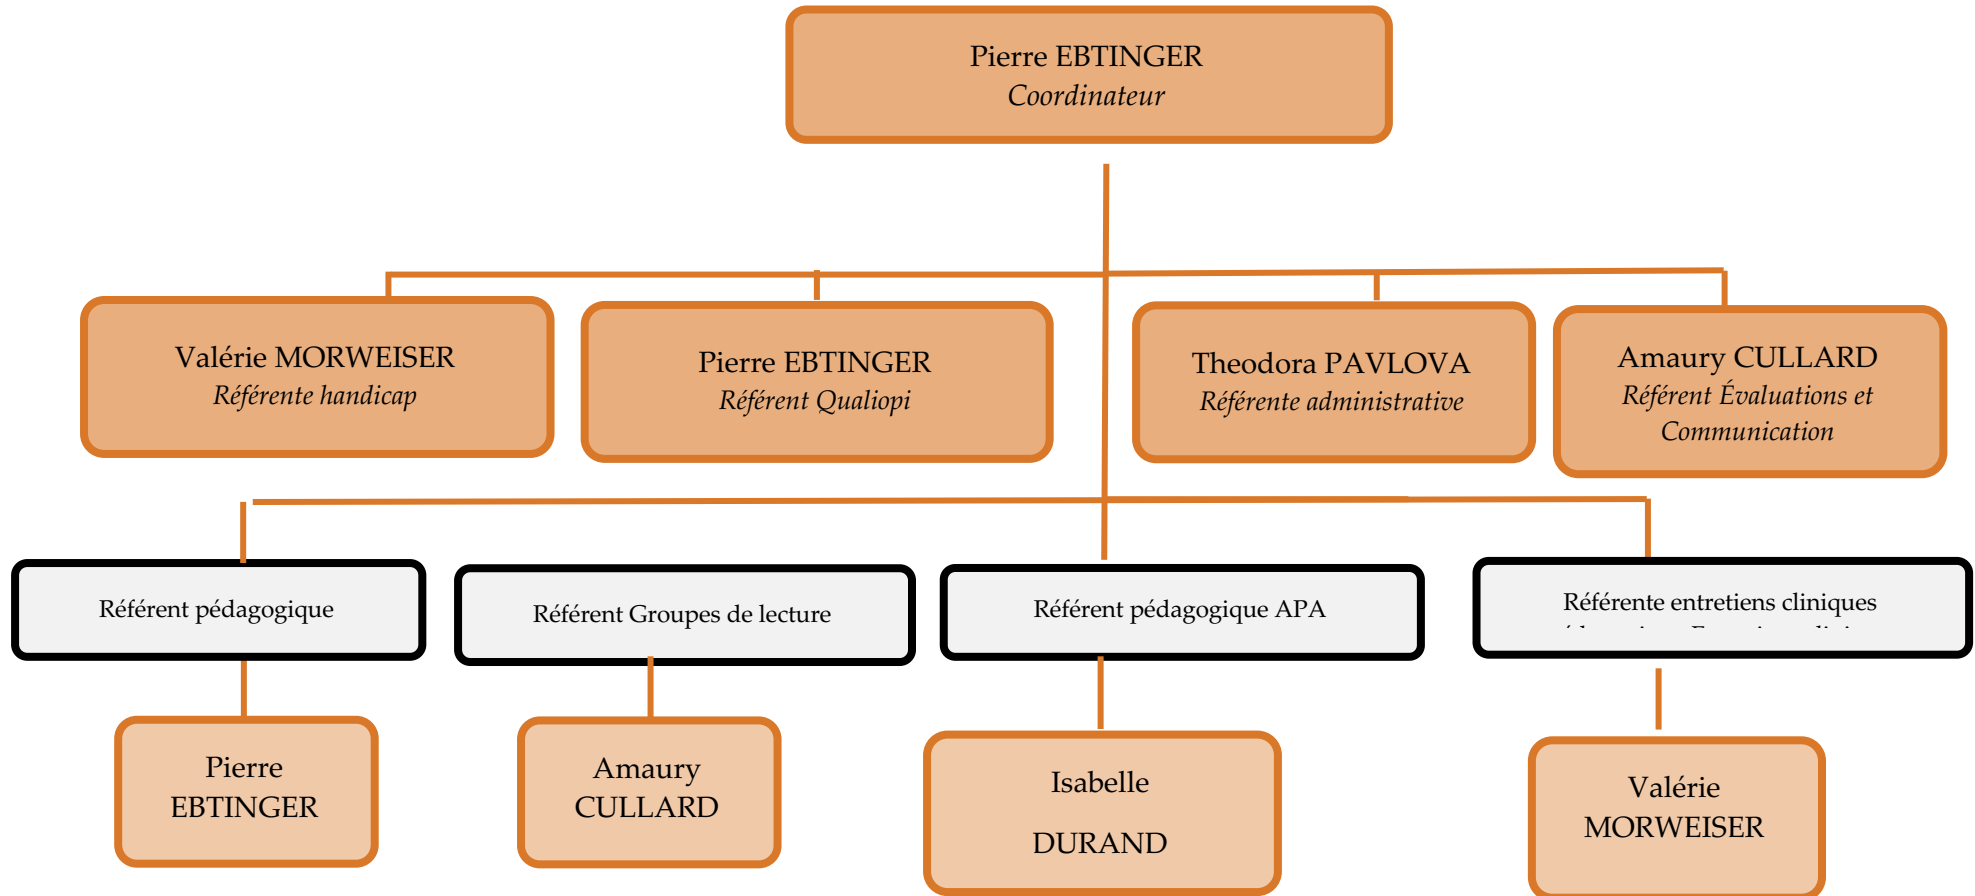 Pierre EBTINGER
Coordinateur
Valérie MORWEISER
Référente handicap
Pierre EBTINGER
Référent Qualiopi
Theodora PAVLOVA
Référente administrative
Amaury CULLARD
Référent Évaluations et
Communication
Référent pédagogique
Référent Groupes de lecture
Référent pédagogique APA
Référente entretiens cliniques
Pierre
EBTINGER
Amaury
CULLARD
Isabelle
DURAND
Valérie
MORWEISER